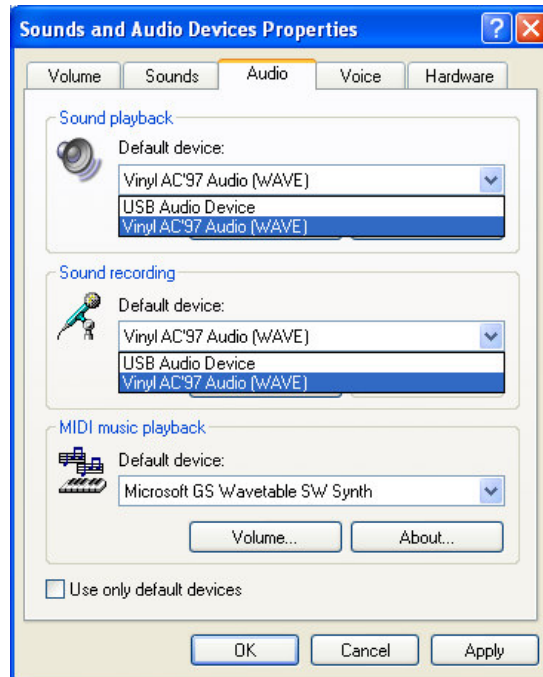 Sounds and Audio Devices Properties
Volume Sounds Audio Voice Hardware
Sound playback
Default device:
Vinyl AC'97 Audio (WAVE)
USB Audio Device
Vinyl AC'97 Audio (WAVE)
Sound recording
Default device:
Vinyl AC'97 Audio (WAVE)
USB Audio Device
Vinyl AC'97 Audio (WAVE)
MIDI music playback
Default device:
Microsoft GS Wavetable SW Synth
Volume... About...
Use only default devices
OK Cancel Apply